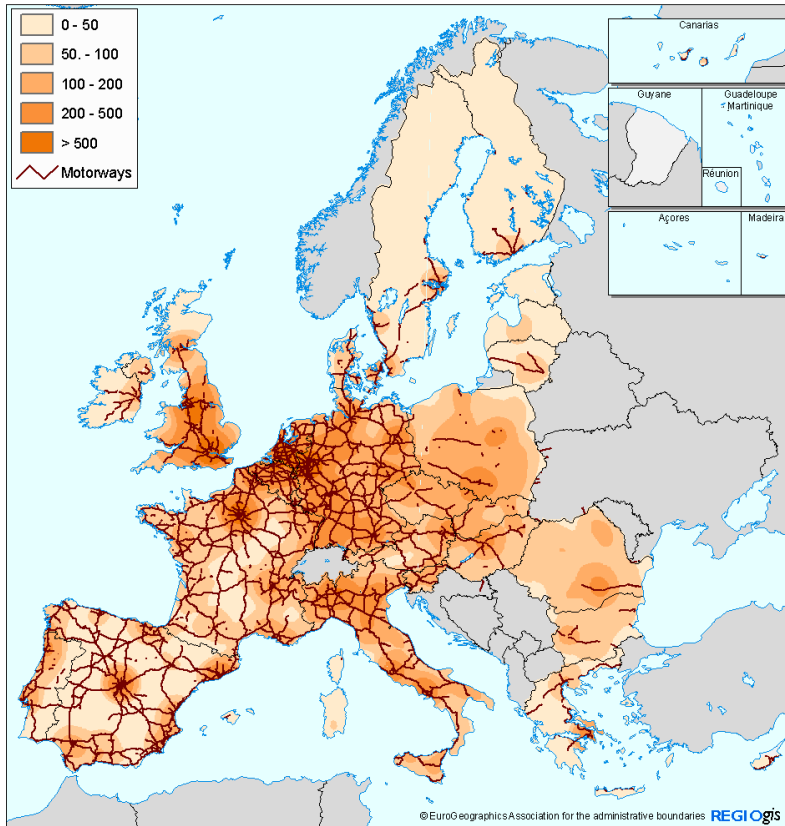 0 - 50
50. - 100
100 - 200
200 - 500
> 500
Motorways
Canarias
Guyane
Guadeloupe
Martinique
Réunion
Açores
Madeira
© EuroGeographics Association for the administrative boundaries REGIOgis